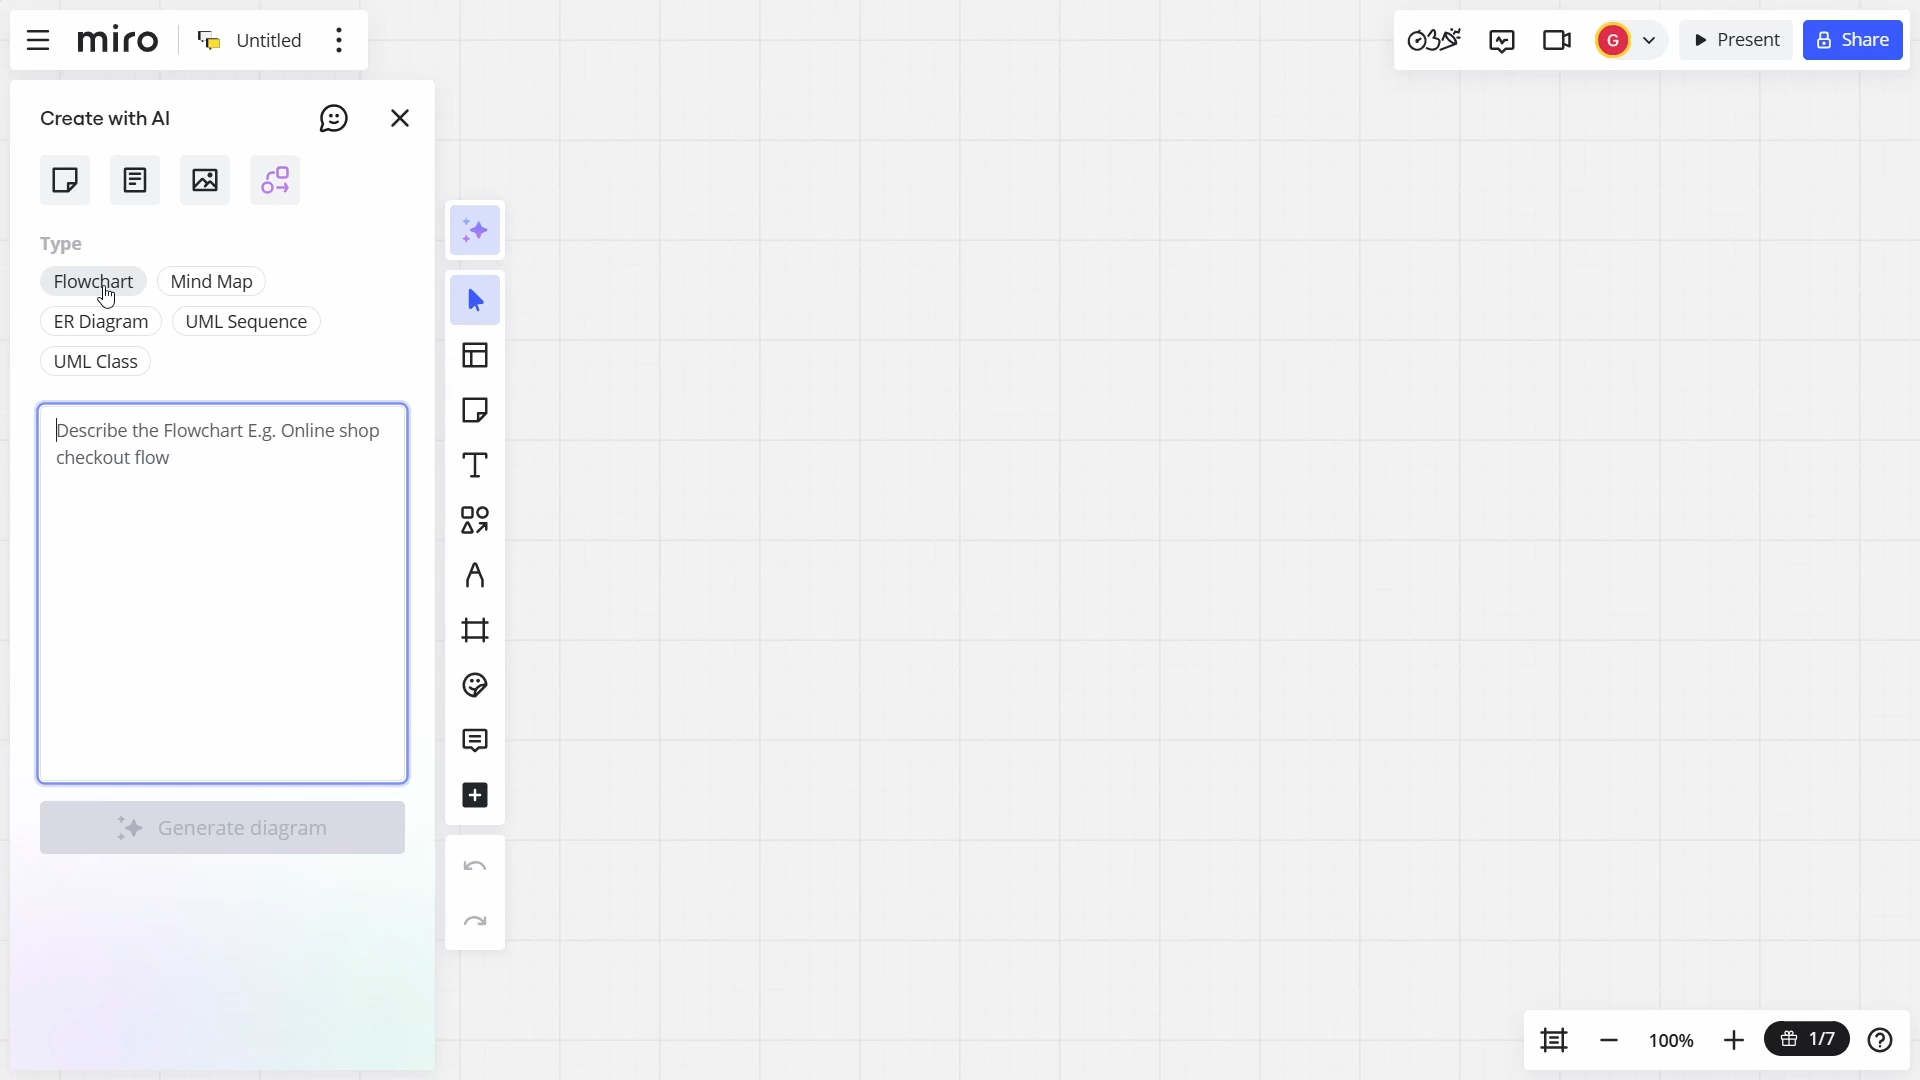 miro
Untitled
G
Present
Share
Create with AI
Type
Flowchart
Mind Map
ER Diagram
UML Sequence
UML Class
Describe the Flowchart E.g. Online shop
checkout flow
Generate diagram
100%
1/7